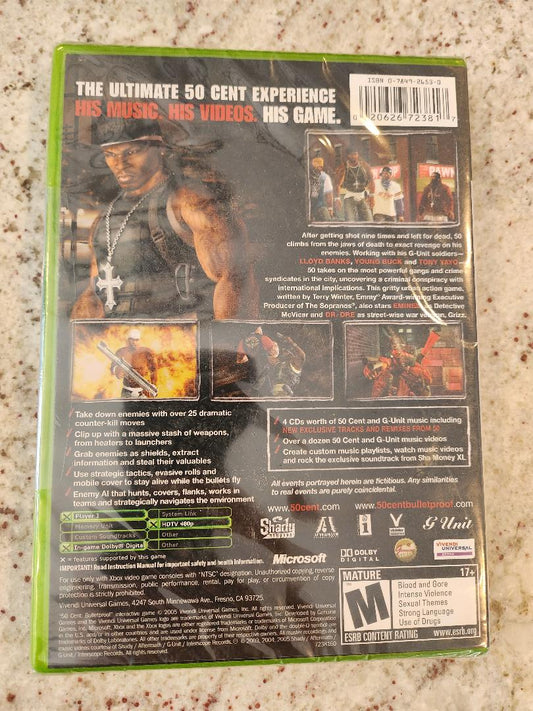 THE ULTIMATE 50 CENT EXPERIENCE
HIS MUSIC. HIS VIDEOS. HIS GAME.
ISBN 0-7849-2633-0
0 20626 72381 7
After getting shot nine times and left for dead, 50
climbs from the jaws of death to exact revenge on his
enemies. Working with his G-Unit soldiers—
LLOYD BANKS, YOUNG BUCK and TONY YAYO—
50 takes on the most powerful gangs and crime
syndicates in the city, uncovering a criminal conspiracy with
international implications. This gritty urban action game,
written by Terry Winter, Emmy® Award-winning Executive
Producer of The Sopranos®, also stars EMINEM as Detective
McVicar and DR. DRE as street-wise war veteran, Grizz.
Take down enemies with over 25 dramatic
counter-kill moves
Clip up with a massive stash of weapons,
from heaters to launchers
Grab enemies as shields, extract
information and steal their valuables
Use strategic tactics, evasive rolls and
mobile cover to stay alive while the bullets fly
Enemy AI that hunts, covers, flanks, works in
teams and strategically navigates the environment
4 CDs worth of 50 Cent and G-Unit music including
NEW EXCLUSIVE TRACKS AND REMIXES FROM 50
Over a dozen 50 Cent and G-Unit music videos
Create custom music playlists, watch music videos
and rock the exclusive soundtrack from Sha Money XL
All events portrayed herein are fictitious. Any similarities
to real events are purely coincidental.
www.50cent.com www.50centbulletproof.com
Player 1
Memory Unit
Custom Soundtracks
In-game Dolby® Digital
System Link
HDTV 480p
Other
Other
X = features supported by this game
Shady
G Unit
VIVENDI
UNIVERSAL
Microsoft
DOLBY
DIGITAL
IMPORTANT! Read Instruction Manual for important safety and health information.
For use only with Xbox video game consoles with "NTSC" designation. Unauthorized copying,
reverse engineering, transmission, public performance, rental, pay for play, or circumvention of copy
protection is strictly prohibited.
Vivendi Universal Games, 4247 South Minnewawa Ave., Fresno, CA 93725.
MATURE 17+
M
Blood and Gore
Intense Violence
Sexual Themes
Strong Language
Use of Drugs
ESRB CONTENT RATING www.esrb.org